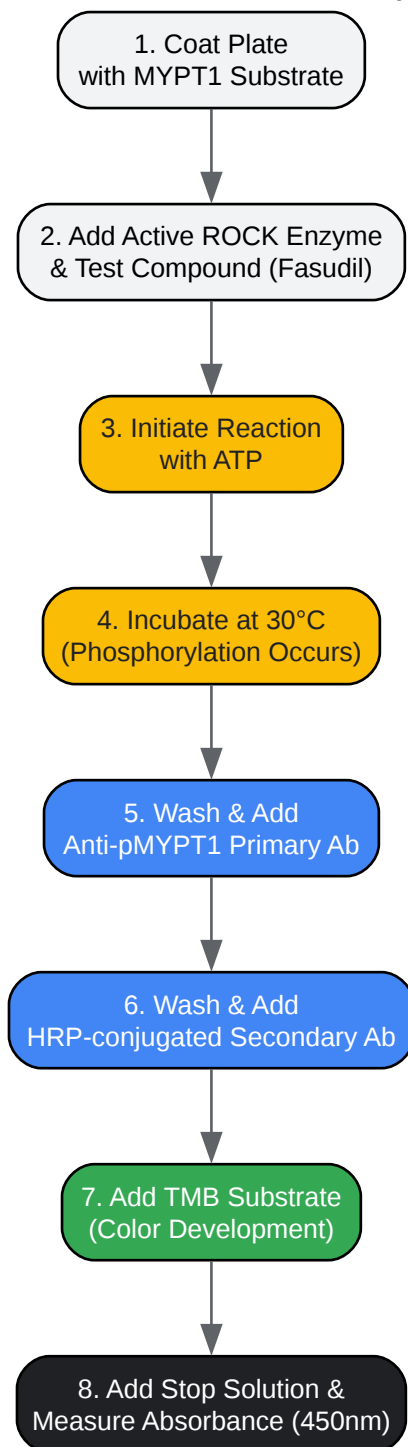 1. Coat Plate
with MYPT1 Substrate
2. Add Active ROCK Enzyme
& Test Compound (Fasudil)
3. Initiate Reaction
with ATP
4. Incubate at 30°C
(Phosphorylation Occurs)
5. Wash & Add
Anti-pMYPT1 Primary Ab
6. Wash & Add
HRP-conjugated Secondary Ab
7. Add TMB Substrate
(Color Development)
8. Add Stop Solution &
Measure Absorbance (450nm)